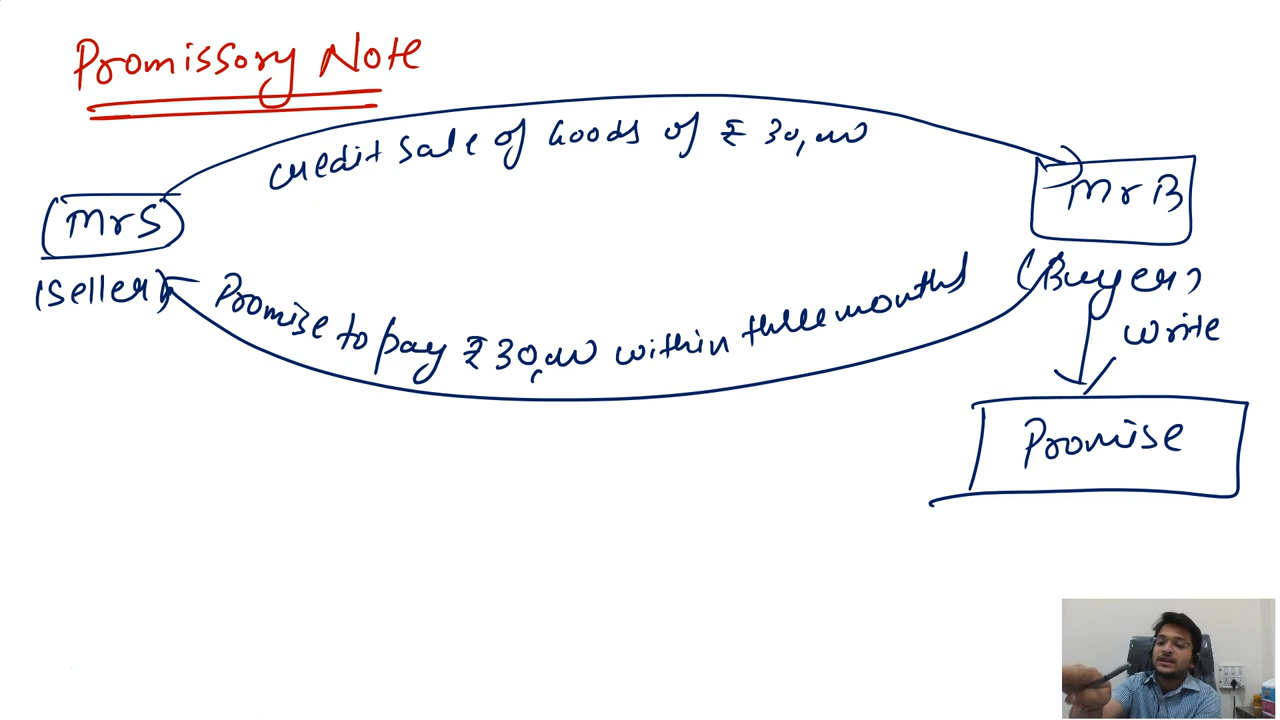 Promissory Note
credit sale of Goods of ₹ 30,000
Mr S
Mr B
(seller)
(Buyer)
Promise to pay ₹ 30,000 within three months
write
Promise